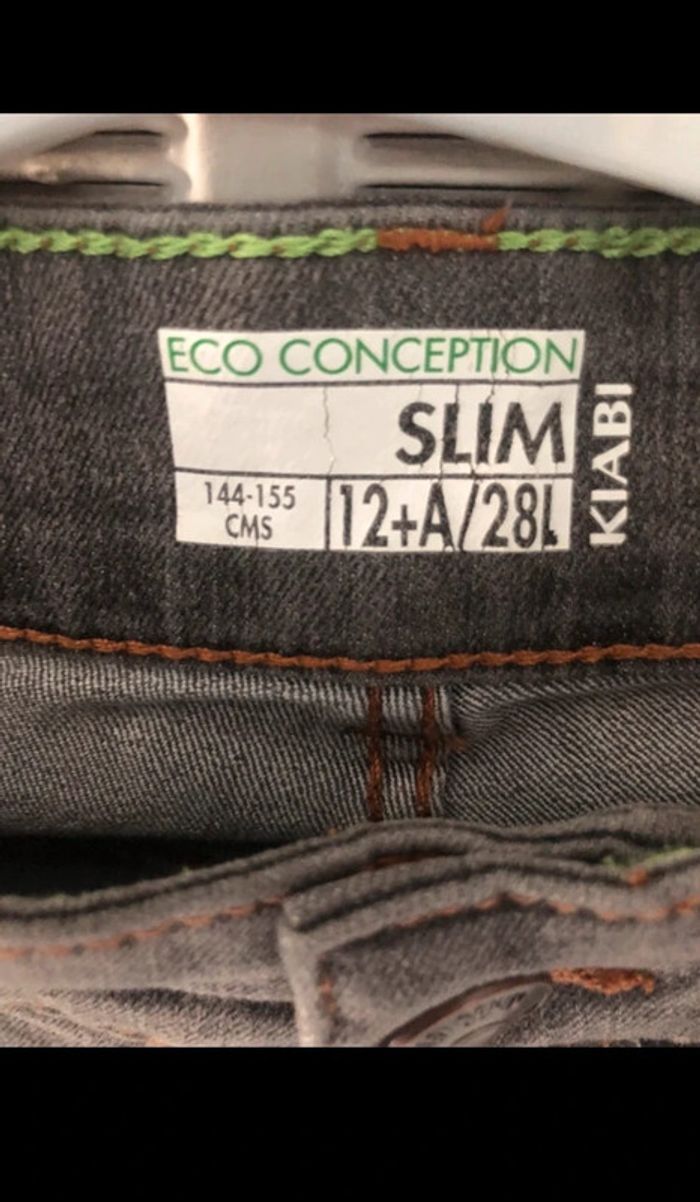 ECO CONCEPTION
SLIM
144-155
CMS
12+A/28L
KIABI